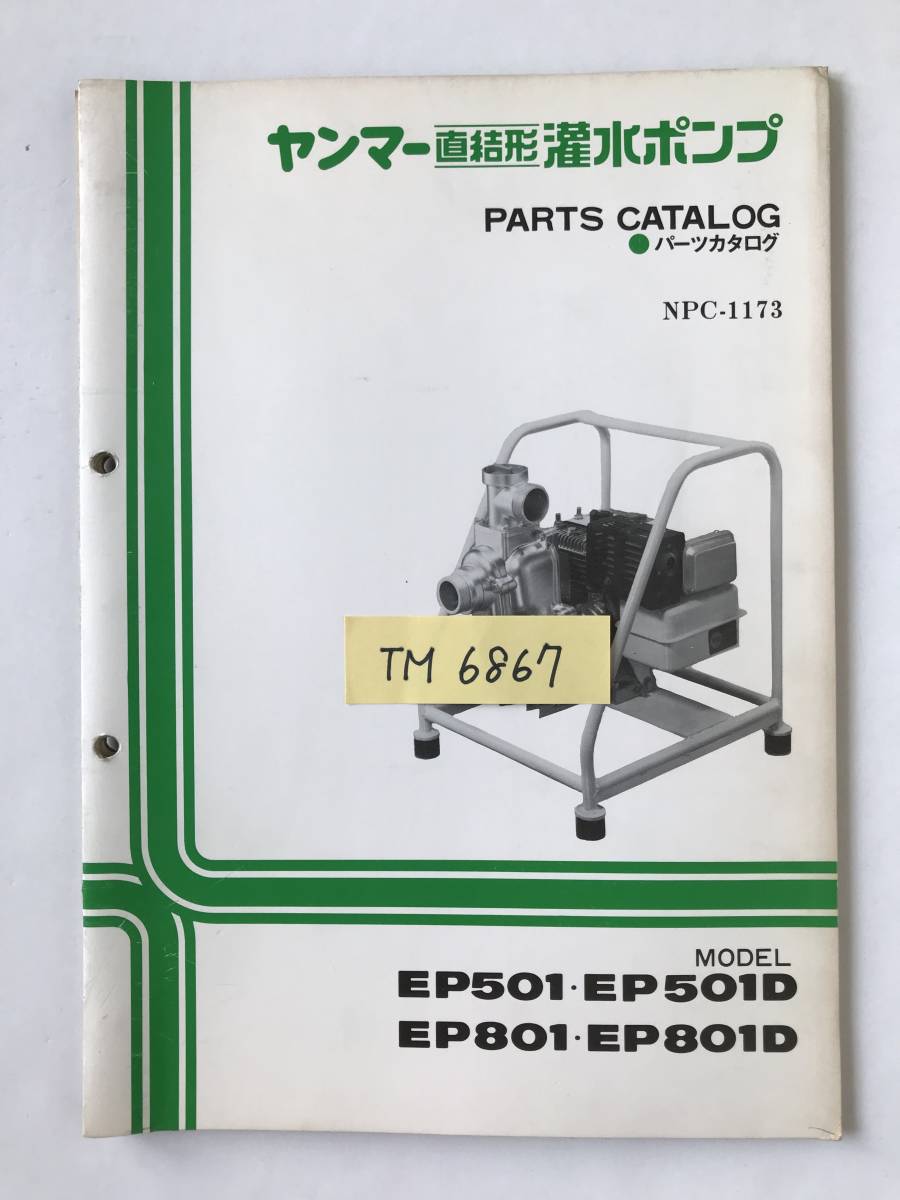 ヤンマー直結形灌水ポンプ
PARTS CATALOG
●パーツカタログ
NPC-1173
TM 6867
MODEL
EP501・EP501D
EP801・EP801D